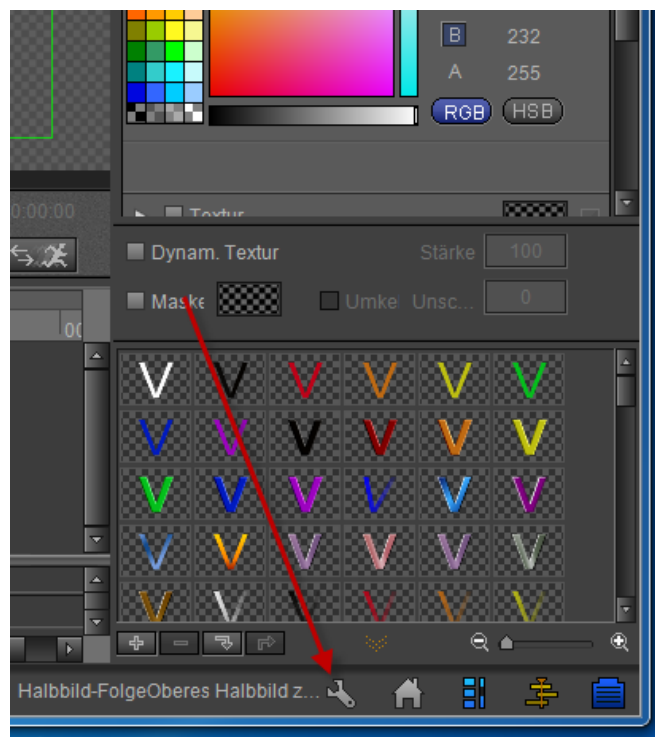 B 232
A 255
RGB HSB
0:00:00
Textur
Dynam. Textur Stärke 100
Maske Umke Unsc... 0
00
V V V V V V
V V V V V V
V V V V V V
V V V V V V
V V V V V V
Halbbild-FolgeOberes Halbbild z...